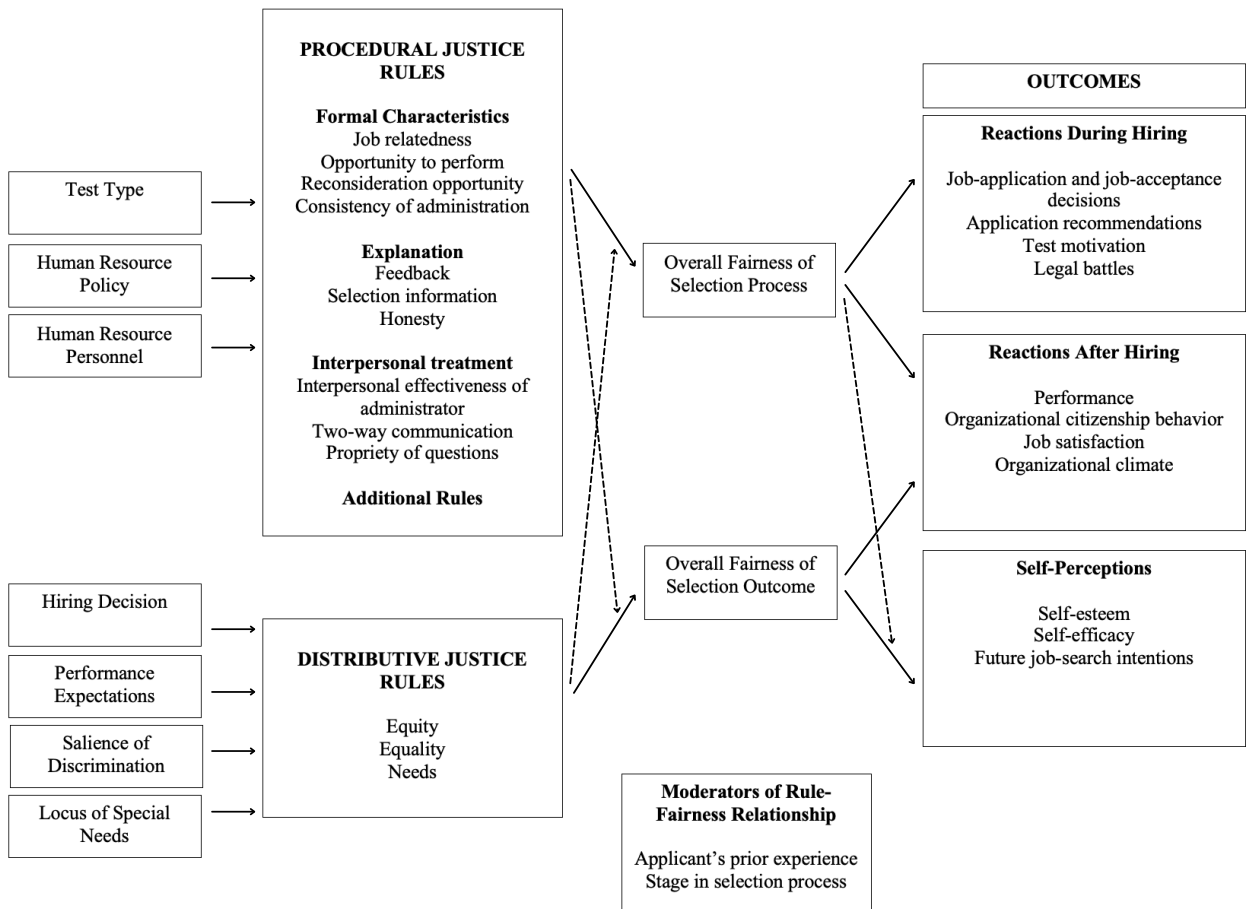 Test Type
Human Resource
Policy
Human Resource
Personnel
PROCEDURAL JUSTICE
RULES
Formal Characteristics
Job relatedness
Opportunity to perform
Reconsideration opportunity
Consistency of administration
Explanation
Feedback
Selection information
Honesty
Interpersonal treatment
Interpersonal effectiveness of
administrator
Two-way communication
Propriety of questions
Additional Rules
Hiring Decision
Performance
Expectations
Salience of
Discrimination
Locus of Special
Needs
DISTRIBUTIVE JUSTICE
RULES
Equity
Equality
Needs
Overall Fairness of
Selection Process
Overall Fairness of
Selection Outcome
Moderators of Rule-
Fairness Relationship
Applicant’s prior experience
Stage in selection process
OUTCOMES
Reactions During Hiring
Job-application and job-acceptance
decisions
Application recommendations
Test motivation
Legal battles
Reactions After Hiring
Performance
Organizational citizenship behavior
Job satisfaction
Organizational climate
Self-Perceptions
Self-esteem
Self-efficacy
Future job-search intentions